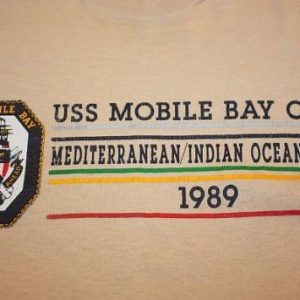 MOBILE BAY
USS MOBILE BAY C
MEDITERRANEAN/INDIAN OCEAN
1989